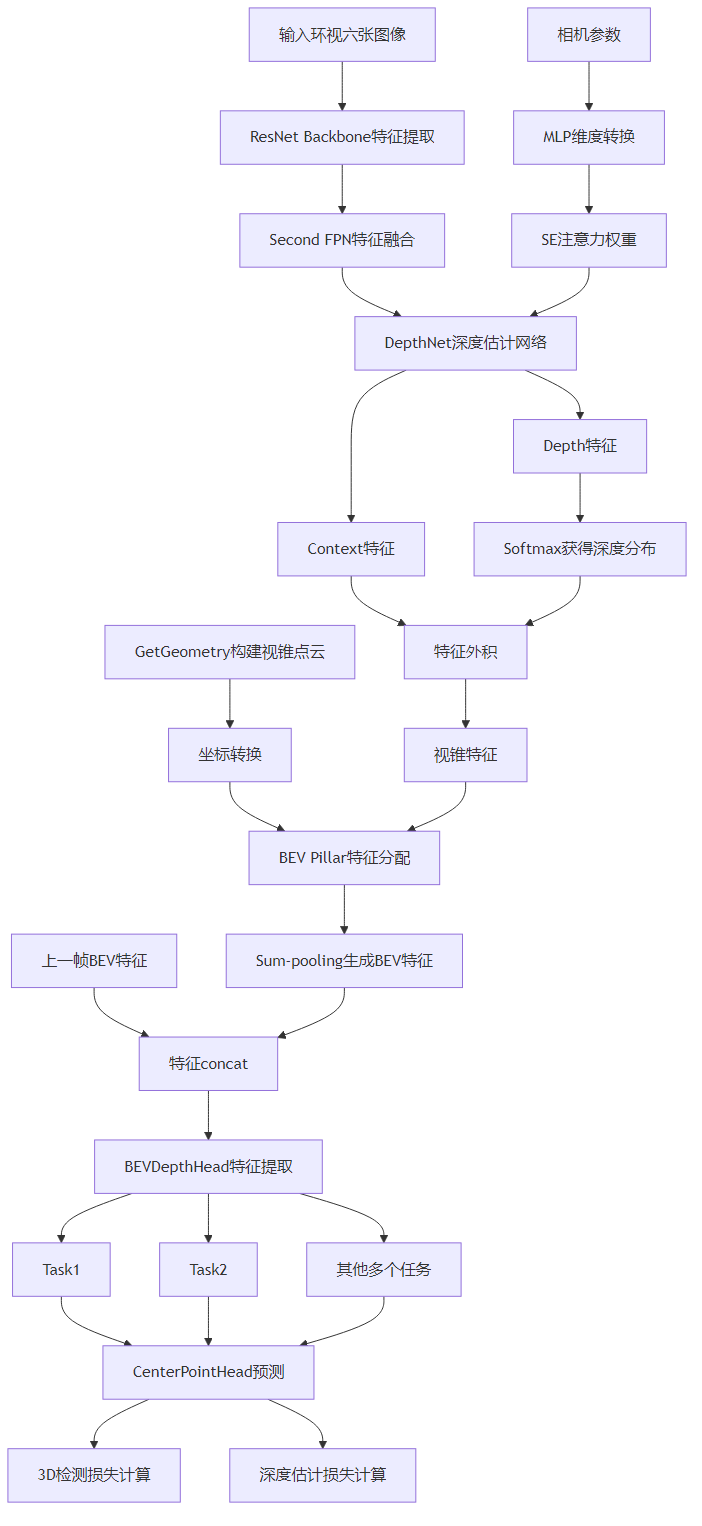 输入环视六张图像
相机参数
ResNet Backbone特征提取
MLP维度转换
Second FPN特征融合
SE注意力权重
DepthNet深度估计网络
Depth特征
Context特征
Softmax获得深度分布
GetGeometry构建视锥点云
特征外积
坐标转换
视锥特征
BEV Pillar特征分配
上一帧BEV特征
Sum-pooling生成BEV特征
特征concat
BEVDepthHead特征提取
Task1
Task2
其他多个任务
CenterPointHead预测
3D检测损失计算
深度估计损失计算